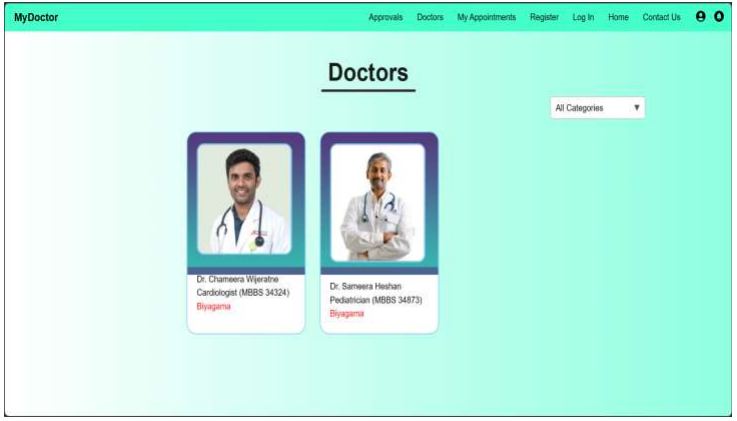 MyDoctor
Approvals Doctors My Appointments Register Log In Home Contact Us
Doctors
All Categories
Dr. Chameera Wijeratne
Cardiologist (MBBS 34324)
Biyagama
Dr. Sameera Heshan
Pediatrician (MBBS 34873)
Biyagama